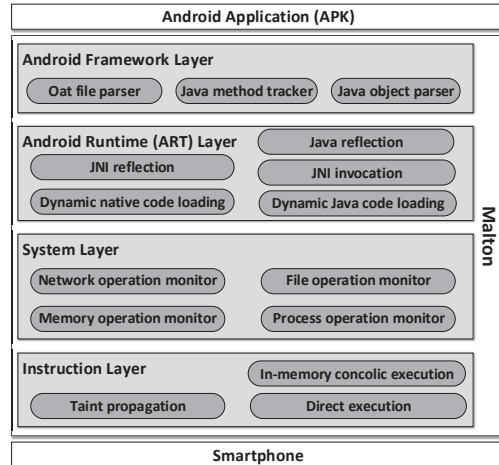 Android Application (APK)
Android Framework Layer
Oat file parser
Java method tracker
Java object parser
Android Runtime (ART) Layer
Java reflection
JNI reflection
JNI invocation
Dynamic native code loading
Dynamic Java code loading
System Layer
Network operation monitor
File operation monitor
Memory operation monitor
Process operation monitor
Instruction Layer
In-memory concolic execution
Taint propagation
Direct execution
Malton
Smartphone